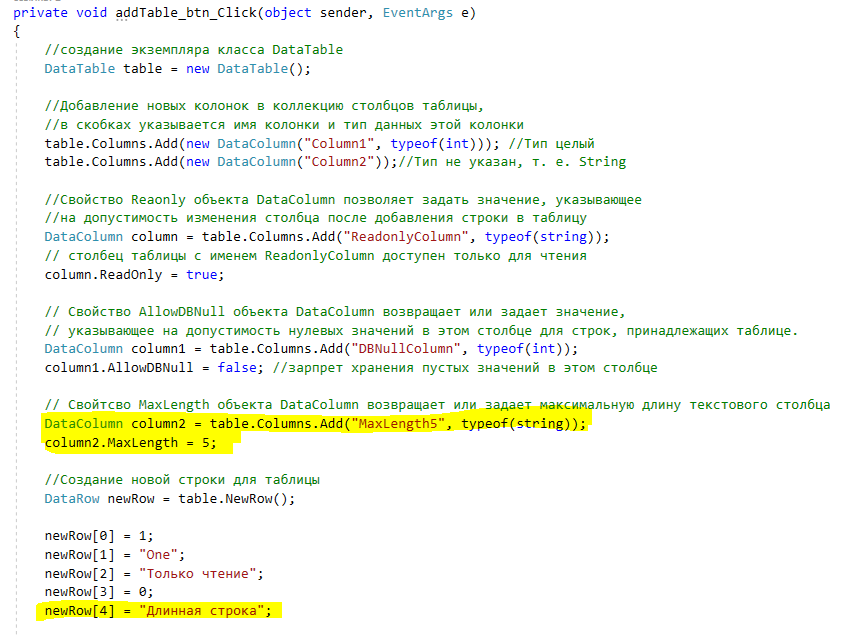 private void addTable_btn_Click(object sender, EventArgs e)
{
//создание экземпляра класса DataTable
DataTable table = new DataTable();
//Добавление новых колонок в коллекцию столбцов таблицы,
//в скобках указывается имя колонки и тип данных этой колонки
table.Columns.Add(new DataColumn("Column1", typeof(int))); //Тип целый
table.Columns.Add(new DataColumn("Column2"));//Тип не указан, т. е. String
//Свойство Reaonly объекта DataColumn позволяет задать значение, указывающее
//на допустимость изменения столбца после добавления строки в таблицу
DataColumn column = table.Columns.Add("ReadonlyColumn", typeof(string));
// столбец таблицы с именем ReadonlyColumn доступен только для чтения
column.ReadOnly = true;
// Свойство AllowDBNull объекта DataColumn возвращает или задает значение,
// указывающее на допустимость нулевых значений в этом столбце для строк, принадлежащих таблице.
DataColumn column1 = table.Columns.Add("DBNullColumn", typeof(int));
column1.AllowDBNull = false; //зарпрет хранения пустых значений в этом столбце
// Свойтсво MaxLength объекта DataColumn возвращает или задает максимальную длину текстового столбца
DataColumn column2 = table.Columns.Add("MaxLength5", typeof(string));
column2.MaxLength = 5;
//Создание новой строки для таблицы
DataRow newRow = table.NewRow();
newRow[0] = 1;
newRow[1] = "One";
newRow[2] = "Только чтение";
newRow[3] = 0;
newRow[4] = "Длинная строка";